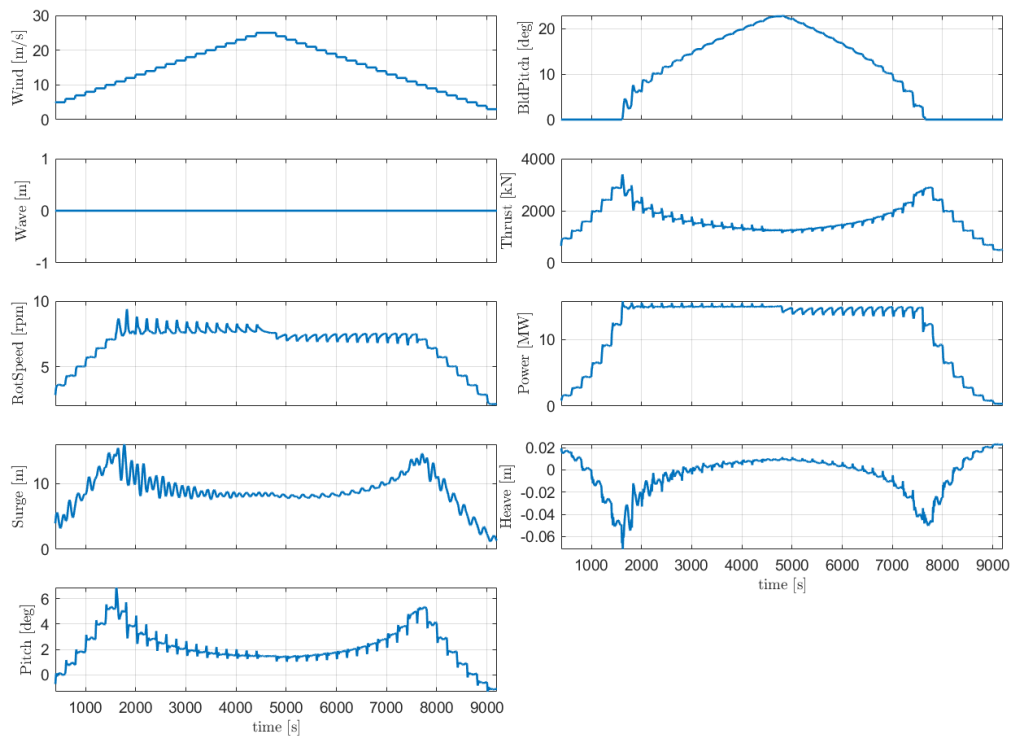 30
20
10
0
Wind [m/s]
20
10
0
BldPitch [deg]
1
0
-1
Wave [m]
4000
2000
0
Thrust [kN]
10
5
RotSpeed [rpm]
10
0
Power [MW]
10
0
Surge [m]
0.02
0
-0.02
-0.04
-0.06
Heave [m]
1000 2000 3000 4000 5000 6000 7000 8000 9000
time [s]
6
4
2
0
Pitch [deg]
1000 2000 3000 4000 5000 6000 7000 8000 9000
time [s]